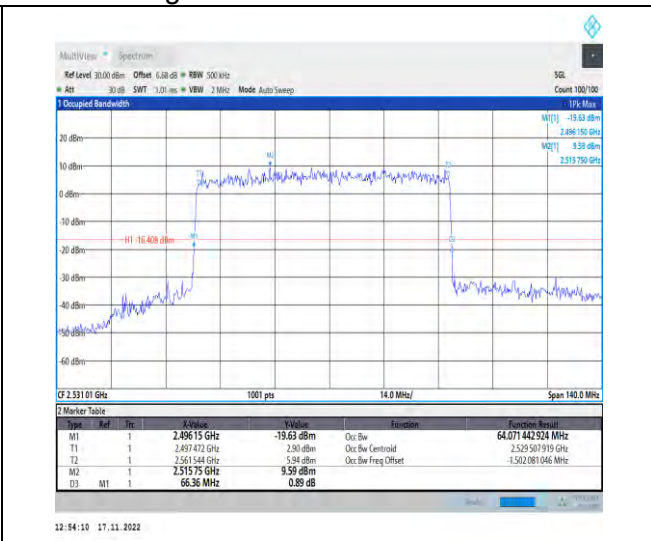 MultiView Spectrum
Ref Level 30.00 dBm Offset 6.68 dB RBW 500 kHz SGL
Att 30 dB SWT 1.01 ms VBW 2 MHz Mode Auto Sweep Count 100/100
1 Occupied Bandwidth 1Pk Max
M1[1] -19.63 dBm
2.496 150 GHz
M2[1] 9.59 dBm
2.515 750 GHz
20 dBm
M2
10 dBm
0 dBm
-10 dBm
H1 -16.409 dBm M1
-20 dBm
-30 dBm
-40 dBm
-50 dBm
-60 dBm
CF 2.53101 GHz 1001 pts 14.0 MHz/ Span 140.0 MHz
2 Marker Table
Type Ref Trc X-Value Y-Value Function Function Result
M1 1 2.49615 GHz -19.63 dBm Occ Bw 64.071 442 924 MHz
T1 1 2.497 472 GHz 2.90 dBm Occ Bw Centroid 2.529 507 919 GHz
T2 1 2.561 544 GHz 5.94 dBm Occ Bw Freq Offset -1.502 081 046 MHz
M2 1 2.515 75 GHz 9.59 dBm
D3 M1 1 66.36 MHz 0.89 dB
12:54:10 17.11.2022